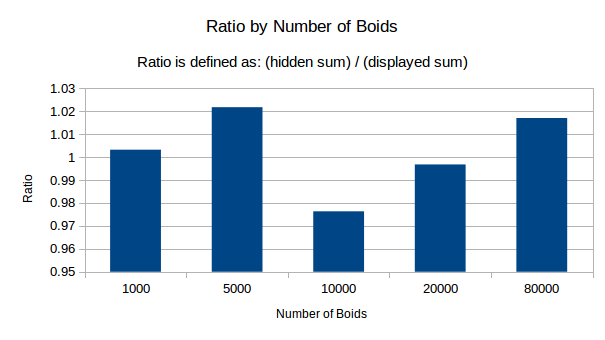 Ratio by Number of Boids
Ratio is defined as: (hidden sum) / (displayed sum)
1.03
1.02
1.01
1
0.99
0.98
0.97
0.96
0.95
Ratio
1000 5000 10000 20000 80000
Number of Boids